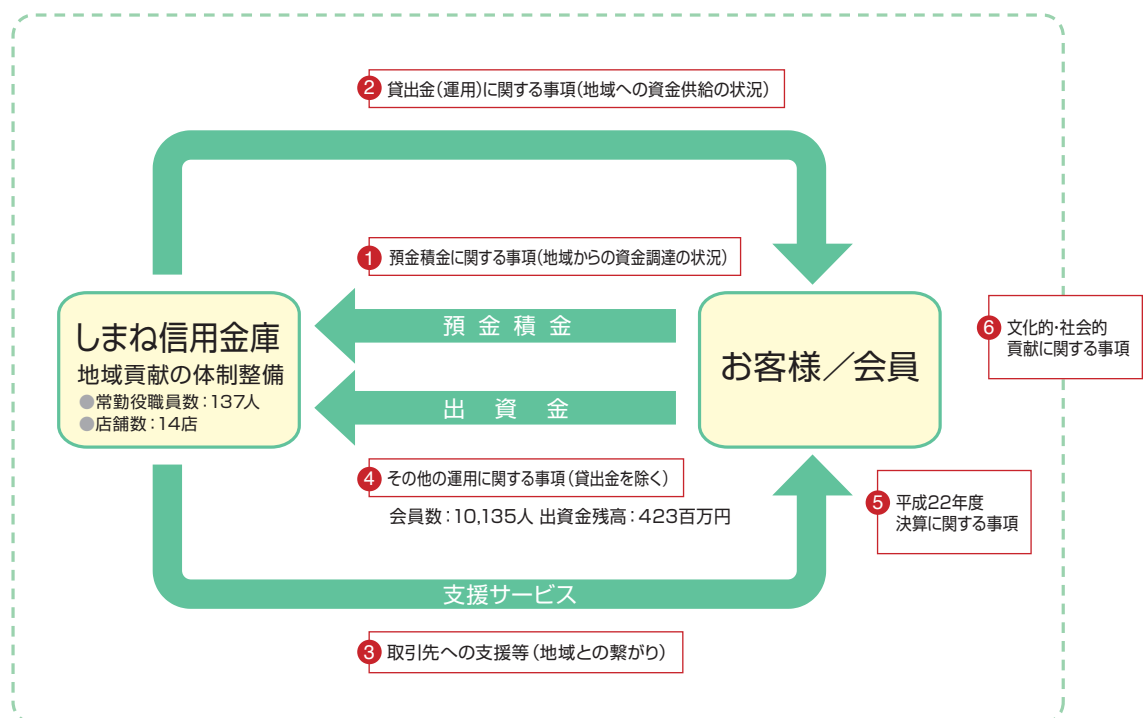 2 貸出金(運用)に関する事項(地域への資金供給の状況)
1 預金積金に関する事項(地域からの資金調達の状況)
預金積金
しまね信用金庫
地域貢献の体制整備
●常勤役職員数:137人
●店舗数:14店
お客様/会員
6 文化的・社会的
貢献に関する事項
出資金
4 その他の運用に関する事項(貸出金を除く)
会員数:10,135人 出資金残高:423百万円
5 平成22年度
決算に関する事項
支援サービス
3 取引先への支援等(地域との繋がり)